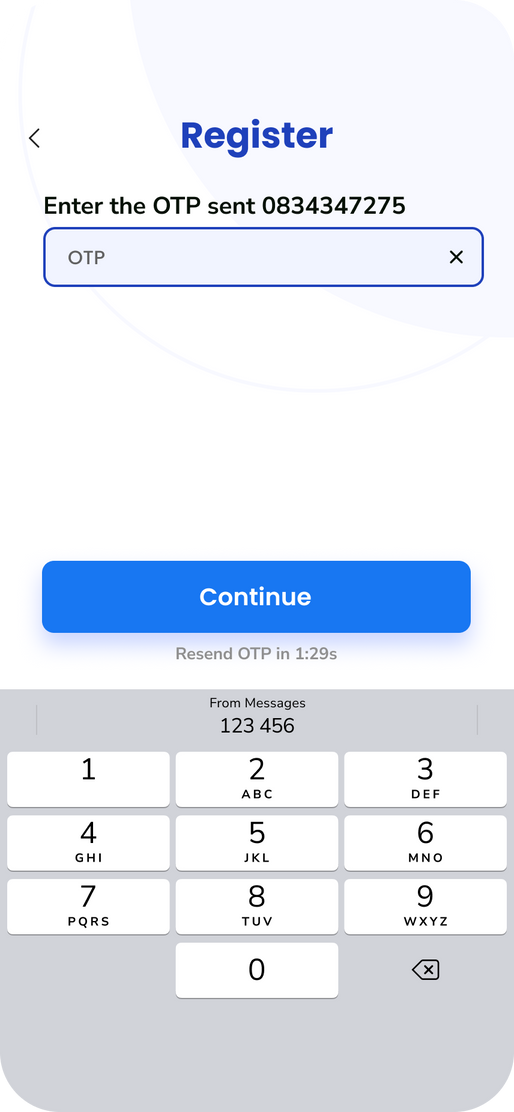 Register
Enter the OTP sent 0834347275
OTP
Continue
Resend OTP in 1:29s
From Messages
123 456
1 2 3
ABC DEF
4 5 6
GHI JKL MNO
7 8 9
PQRS TUV WXYZ
0